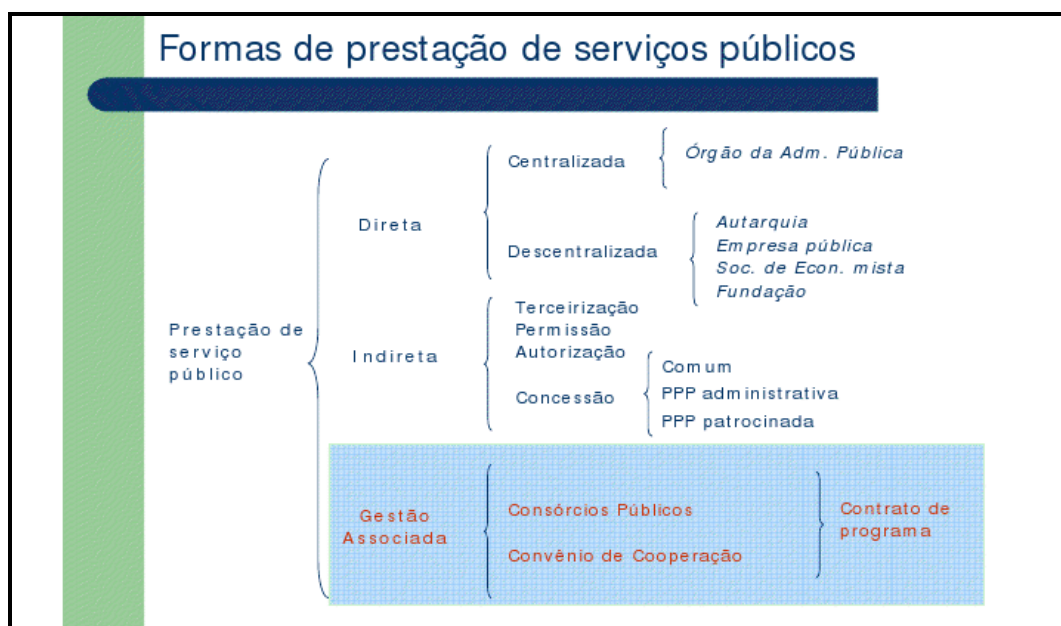 Formas de prestação de serviços públicos
Centralizada
Órgão da Adm. Pública
Direta
Descentralizada
Autarquia
Empresa pública
Soc. de Econ. mista
Fundação
Prestação de
serviço
público
Indireta
Terceirização
Permissão
Autorização
Concessão
Comum
PPP administrativa
PPP patrocinada
Gestão
Associada
Consórcios Públicos
Convênio de Cooperação
Contrato de
programa